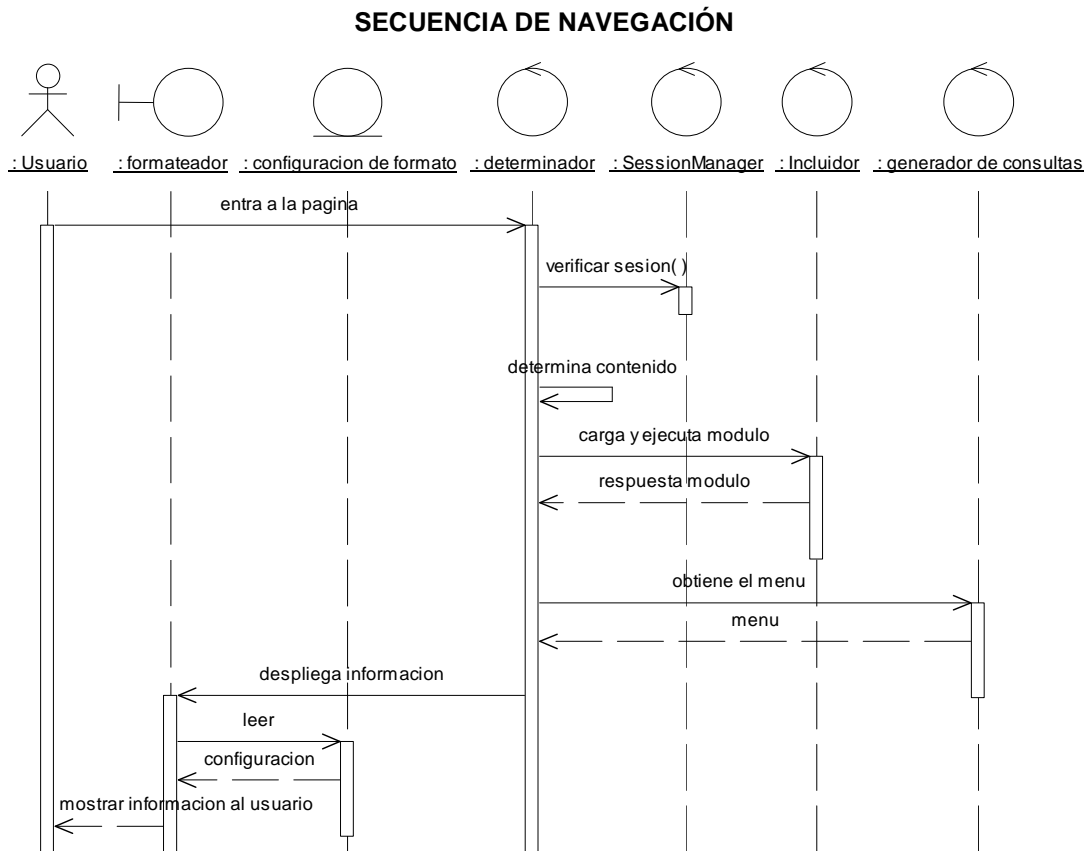 SECUENCIA DE NAVEGACIÓN
: Usuario
: formateador
: configuracion de formato
: determinador
: SessionManager
: Incluidor
: generador de consultas
entra a la pagina
verificar sesion( )
determina contenido
carga y ejecuta modulo
respuesta modulo
obtiene el menu
menu
despliega informacion
leer
configuracion
mostrar informacion al usuario